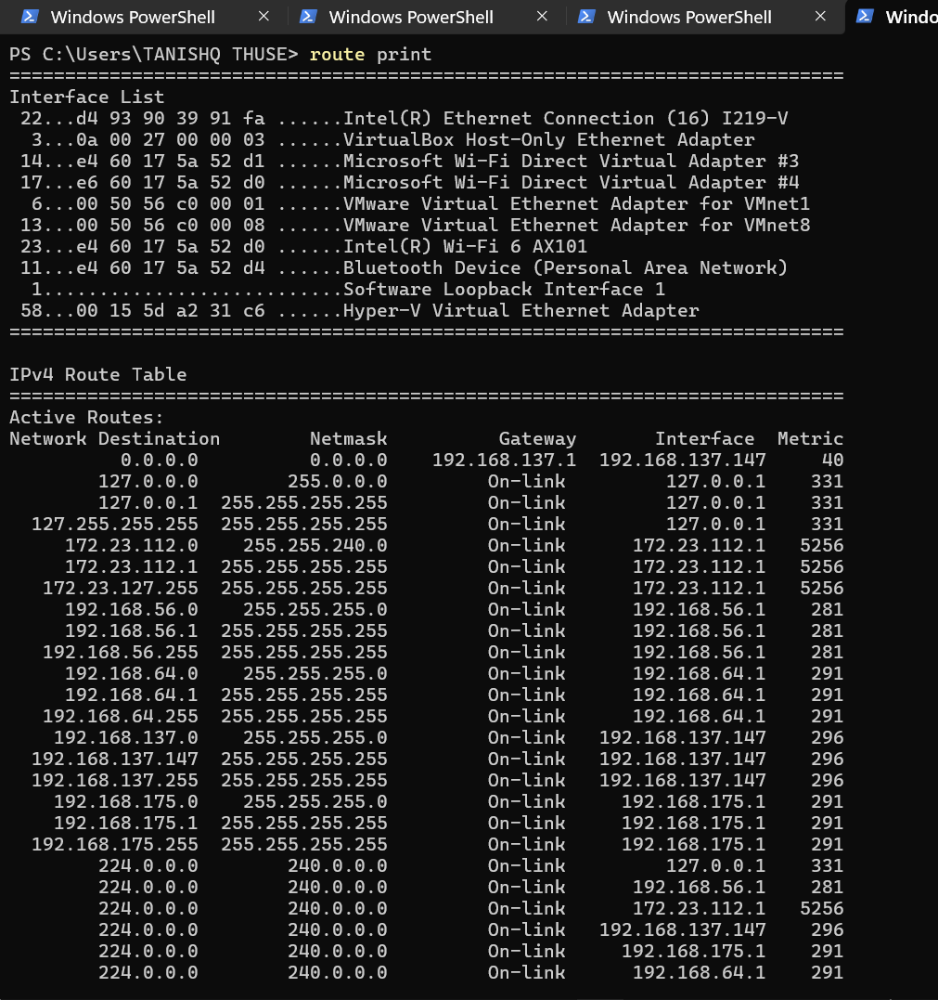 Windows PowerShell × Windows PowerShell × Windows PowerShell × Windo
PS C:\Users\TANISHQ THUSE> route print
===========================================================================
Interface List
 22...d4 93 90 39 91 fa ......Intel(R) Ethernet Connection (16) I219-V
  3...0a 00 27 00 00 03 ......VirtualBox Host-Only Ethernet Adapter
 14...e4 60 17 5a 52 d1 ......Microsoft Wi-Fi Direct Virtual Adapter #3
 17...e6 60 17 5a 52 d0 ......Microsoft Wi-Fi Direct Virtual Adapter #4
  6...00 50 56 c0 00 01 ......VMware Virtual Ethernet Adapter for VMnet1
 13...00 50 56 c0 00 08 ......VMware Virtual Ethernet Adapter for VMnet8
 23...e4 60 17 5a 52 d0 ......Intel(R) Wi-Fi 6 AX101
 11...e4 60 17 5a 52 d4 ......Bluetooth Device (Personal Area Network)
  1...........................Software Loopback Interface 1
 58...00 15 5d a2 31 c6 ......Hyper-V Virtual Ethernet Adapter
===========================================================================
IPv4 Route Table
===========================================================================
Active Routes:
Network Destination        Netmask          Gateway       Interface  Metric
          0.0.0.0          0.0.0.0    192.168.137.1  192.168.137.147     40
        127.0.0.0        255.0.0.0         On-link         127.0.0.1    331
        127.0.0.1  255.255.255.255         On-link         127.0.0.1    331
  127.255.255.255  255.255.255.255         On-link         127.0.0.1    331
     172.23.112.0    255.255.240.0         On-link      172.23.112.1   5256
     172.23.112.1  255.255.255.255         On-link      172.23.112.1   5256
   172.23.127.255  255.255.255.255         On-link      172.23.112.1   5256
     192.168.56.0    255.255.255.0         On-link      192.168.56.1    281
     192.168.56.1  255.255.255.255         On-link      192.168.56.1    281
   192.168.56.255  255.255.255.255         On-link      192.168.56.1    281
     192.168.64.0    255.255.255.0         On-link      192.168.64.1    291
     192.168.64.1  255.255.255.255         On-link      192.168.64.1    291
   192.168.64.255  255.255.255.255         On-link      192.168.64.1    291
    192.168.137.0    255.255.255.0         On-link   192.168.137.147    296
  192.168.137.147  255.255.255.255         On-link   192.168.137.147    296
  192.168.137.255  255.255.255.255         On-link   192.168.137.147    296
    192.168.175.0    255.255.255.0         On-link     192.168.175.1    291
    192.168.175.1  255.255.255.255         On-link     192.168.175.1    291
  192.168.175.255  255.255.255.255         On-link     192.168.175.1    291
        224.0.0.0        240.0.0.0         On-link         127.0.0.1    331
        224.0.0.0        240.0.0.0         On-link      192.168.56.1    281
        224.0.0.0        240.0.0.0         On-link      172.23.112.1   5256
        224.0.0.0        240.0.0.0         On-link   192.168.137.147    296
        224.0.0.0        240.0.0.0         On-link     192.168.175.1    291
        224.0.0.0        240.0.0.0         On-link      192.168.64.1    291